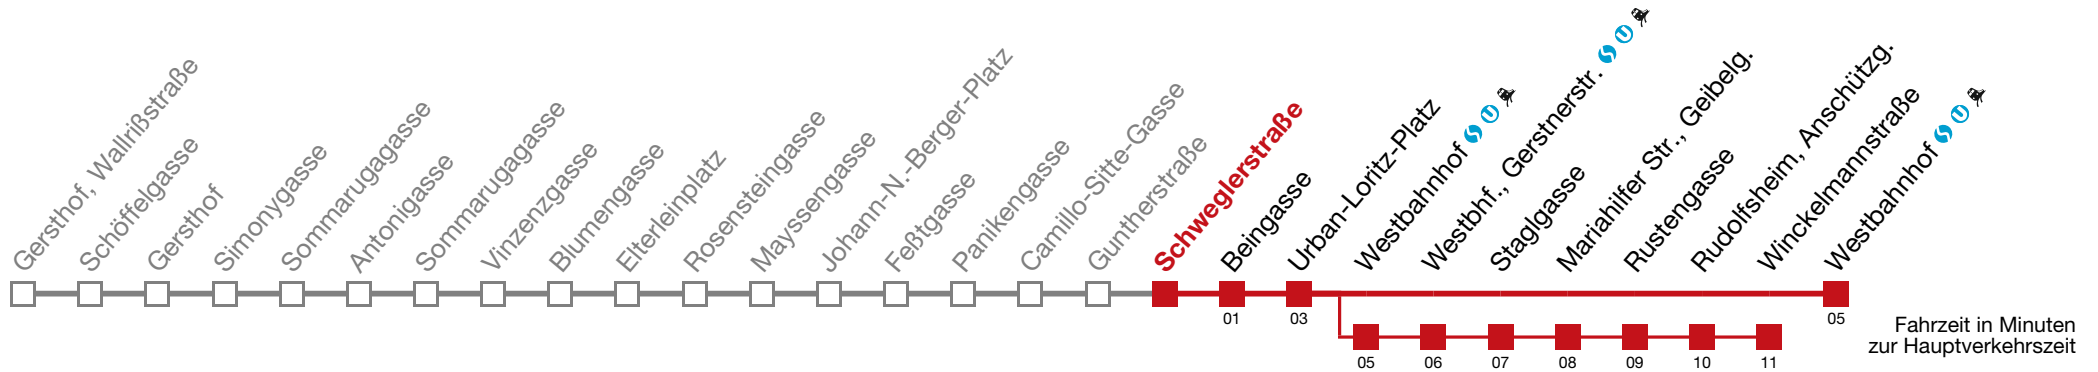 Gersthof, Wallrißstraße
Schöffelgasse
Gersthof
Simonygasse
Sommarugagasse
Antonigasse
Sommarugagasse
Vinzenzgasse
Blumengasse
Elterleinplatz
Rosensteingasse
Mayssengasse
Johann-N.-Berger-Platz
Feßtgasse
Panikengasse
Camillo-Sitte-Gasse
Guntherstraße
Schweglerstraße
Beingasse
Urban-Loritz-Platz
Westbahnhof S U
Westbhf., Gerstnerstr. S U
Staglgasse
Mariahilfer Str., Geibelg.
Rustengasse
Rudolfsheim, Anschützg.
Winckelmannstraße
Westbahnhof S U
01
03
05
05
06
07
08
09
10
11
Fahrzeit in Minuten
zur Hauptverkehrszeit